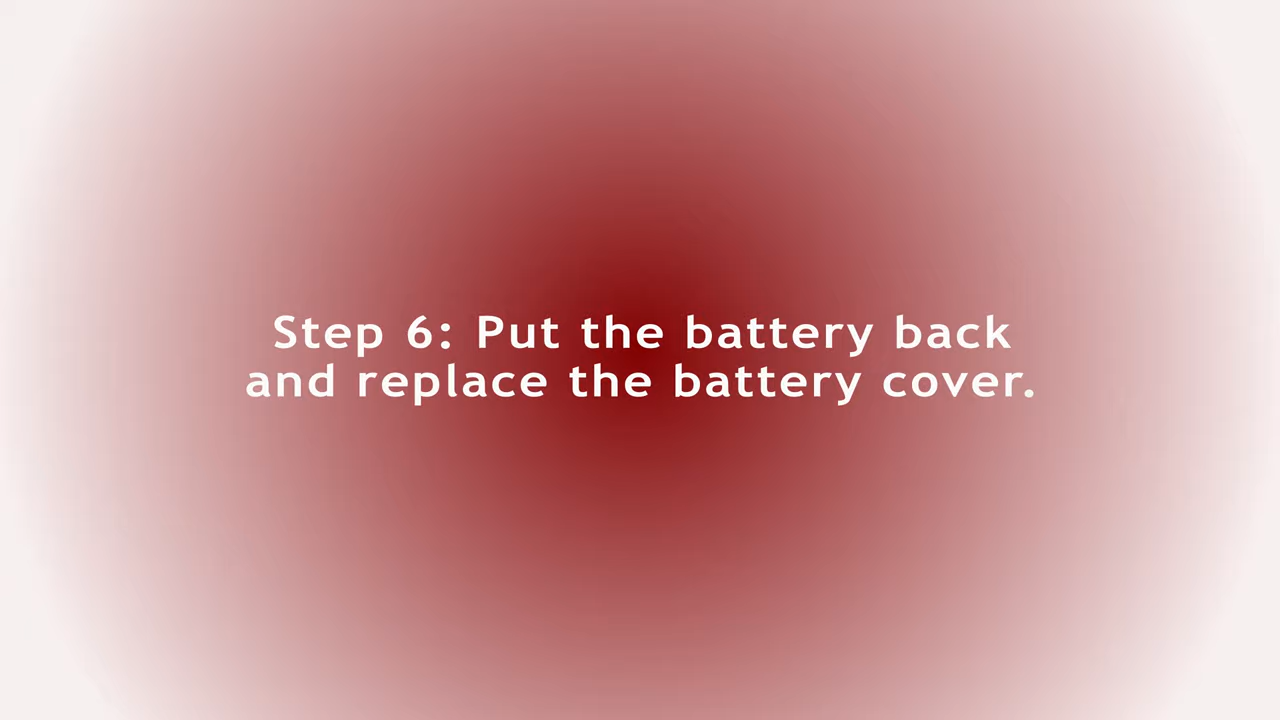 Step 6: Put the battery back
and replace the battery cover.